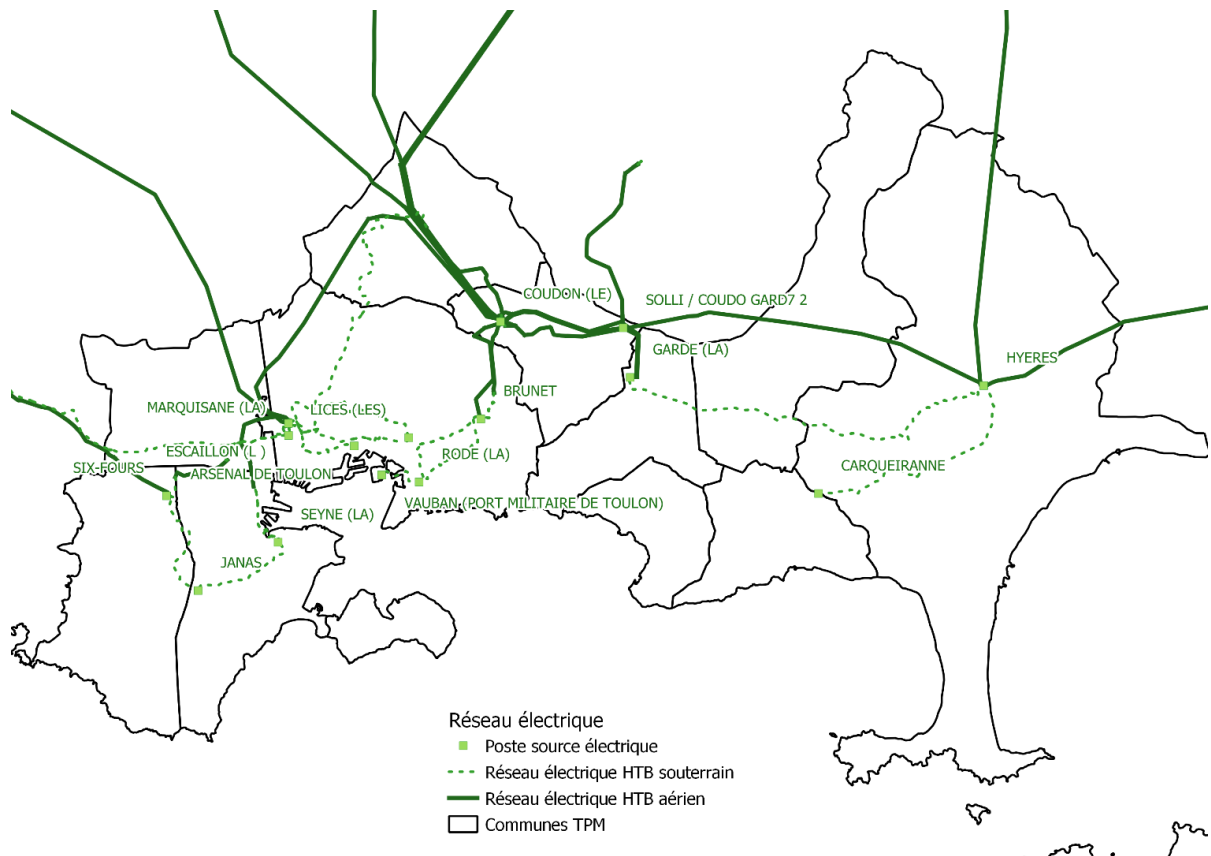 COUDON (LE)
SOLLI / COUDO GARD7 2
GARDE (LA)
HYERES
BRUNET
MARQUISANE (LA)
LICES (LES)
ESCAILLON (L )
RODE (LA)
SIX-FOURS
ARSENAL DE TOULON
CARQUEIRANNE
VAUBAN (PORT MILITAIRE DE TOULON)
SEYNE (LA)
JANAS
Réseau électrique
Poste source électrique
Réseau électrique HTB souterrain
Réseau électrique HTB aérien
Communes TPM